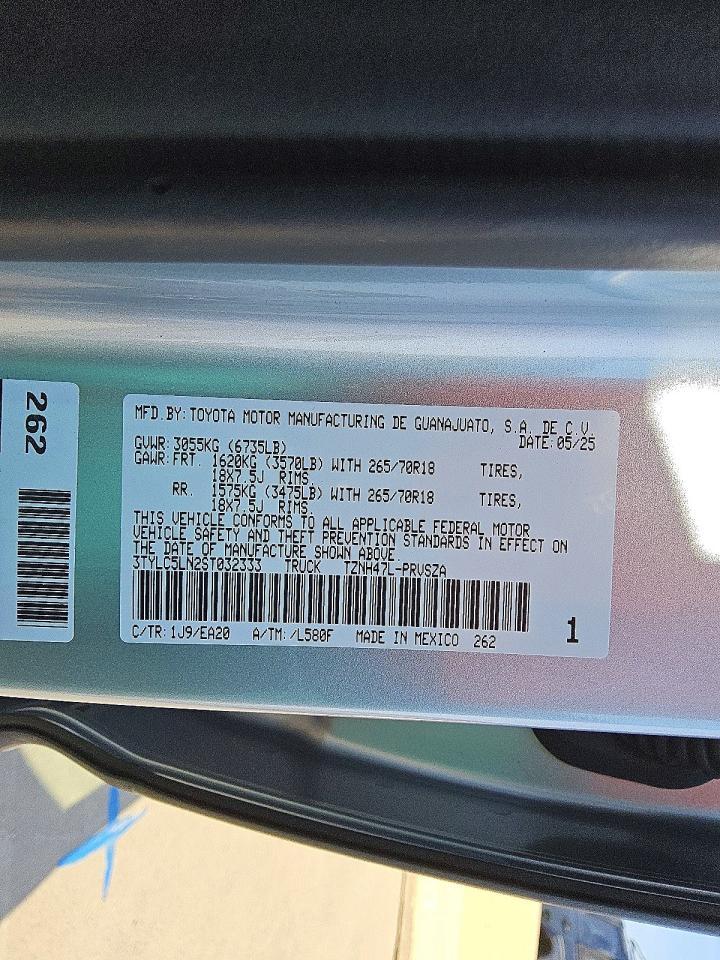 262
MFD.BY:TOYOTA MOTOR MANUFACTURING DE GUANAJUATO, S.A. DE C.V.
GVWR:3055KG (6735LB) DATE:05/25
GAWR:FRT. 1620KG (3570LB) WITH 265/70R18 TIRES,
18X7.5J RIMS.
RR. 1575KG (3475LB) WITH 265/70R18 TIRES,
18X7.5J RIMS.
THIS VEHICLE CONFORMS TO ALL APPLICABLE FEDERAL MOTOR
VEHICLE SAFETY AND THEFT PREVENTION STANDARDS IN EFFECT ON
THE DATE OF MANUFACTURE SHOWN ABOVE.
3TYLC5LN2ST032333 TRUCK TZNH47L-PRVSZA
C/TR:1J9/EA20 A/TM:/L580F MADE IN MEXICO 262 1